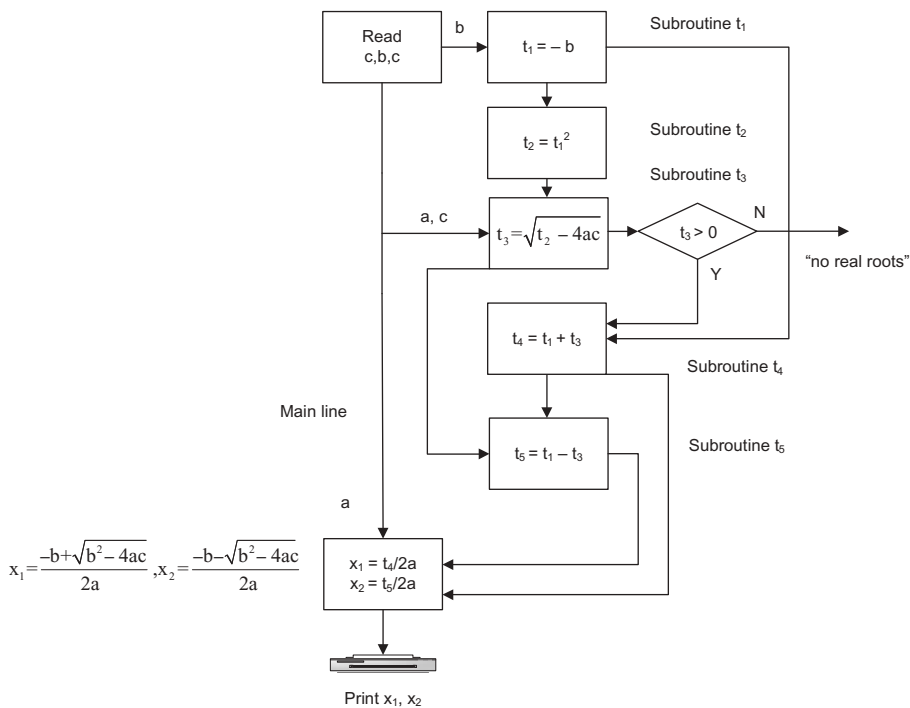 Read
c,b,c
b
t₁ = – b
Subroutine t₁
t₂ = t₁²
Subroutine t₂
Subroutine t₃
a, c
t₃=√t₂ – 4ac
t₃ > 0
N
"no real roots"
Y
t₄ = t₁ + t₃
Subroutine t₄
Main line
t₅ = t₁ – t₃
Subroutine t₅
a
x₁=(–b+√b² – 4ac)/2a ,x₂=(–b–√b² – 4ac)/2a
x₁ = t₄/2a
x₂ = t₅/2a
Print x₁, x₂